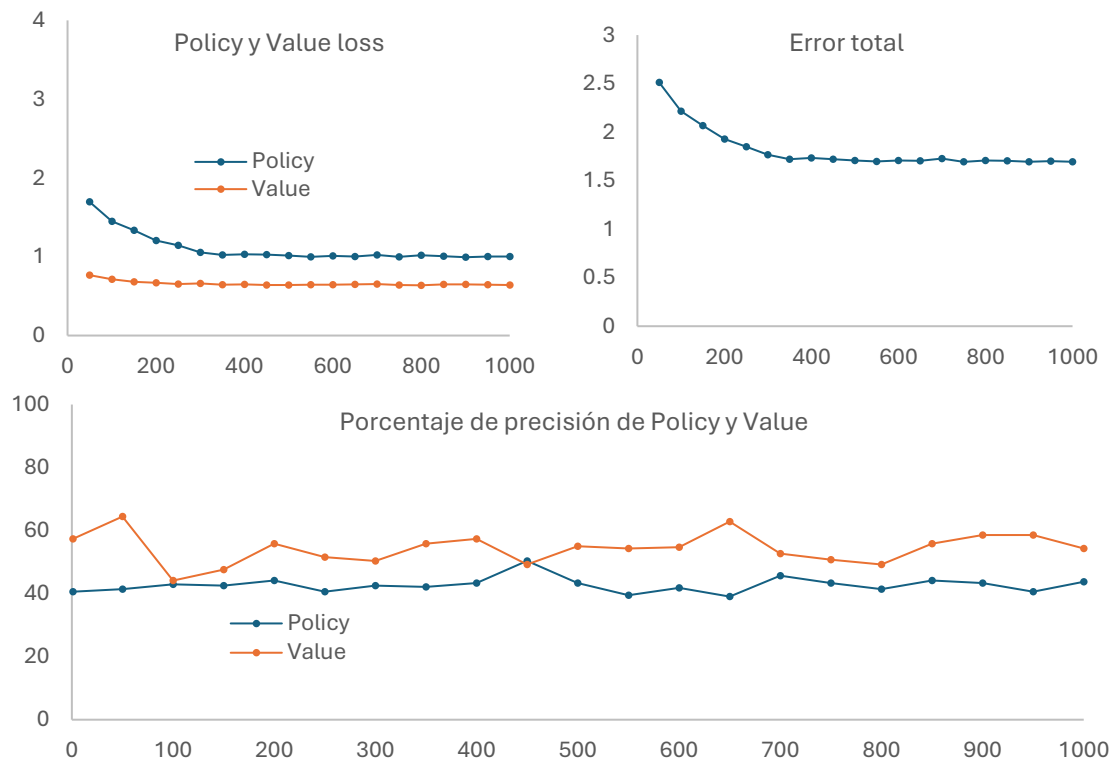 Policy y Value loss
4
3
2
1
0
Policy
Value
0 200 400 600 800 1000
Error total
3
2.5
2
1.5
1
0.5
0
0 200 400 600 800 1000
Porcentaje de precisión de Policy y Value
100
80
60
40
20
0
Policy
Value
0 100 200 300 400 500 600 700 800 900 1000